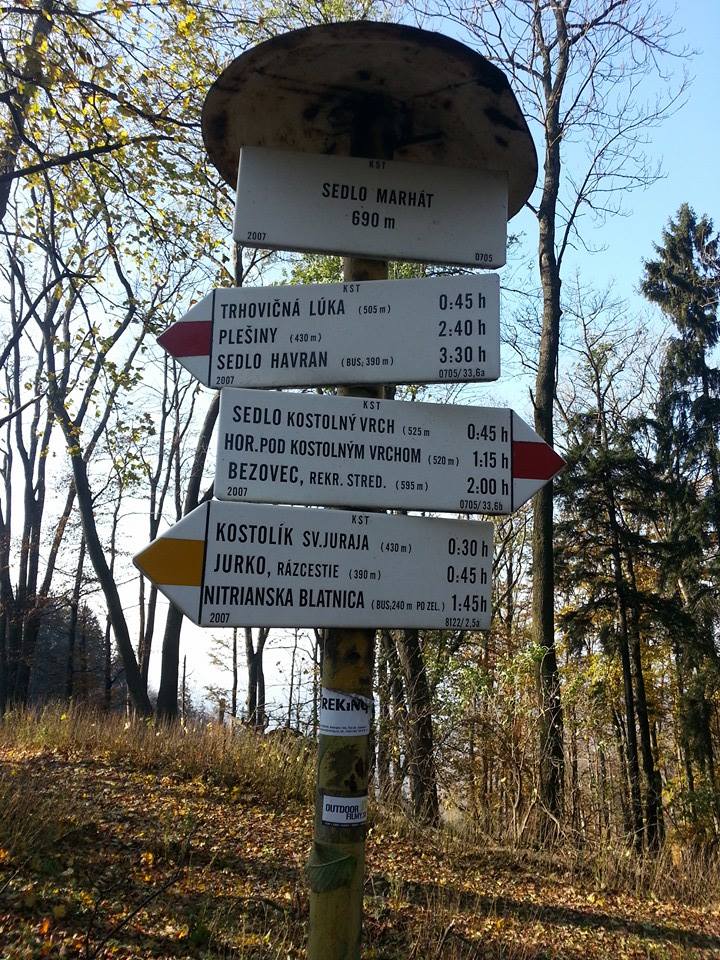 KST
SEDLO MARHÁT
690 m
2007 0705
KST
TRHOVIČNÁ LÚKA (505 m) 0:45 h
PLEŠINY (430 m) 2:40 h
SEDLO HAVRAN (BUS, 390 m) 3:30 h
2007 0705/33,6a
KST
SEDLO KOSTOLNÝ VRCH (525 m 0:45 h
HOR. POD KOSTOLNÝM VRCHOM (520 m) 1:15 h
BEZOVEC, REKR. STRED. (595 m) 2:00 h
2007 0705/33,6b
KST
KOSTOLÍK SV.JURAJA (430 m) 0:30 h
JURKO, RÁZCESTIE (390 m) 0:45 h
NITRIANSKA BLATNICA (BUS,240 m PO ZEL.) 1:45h
2007 8122/2,5a
REKING
OUTDOOR
FILMY